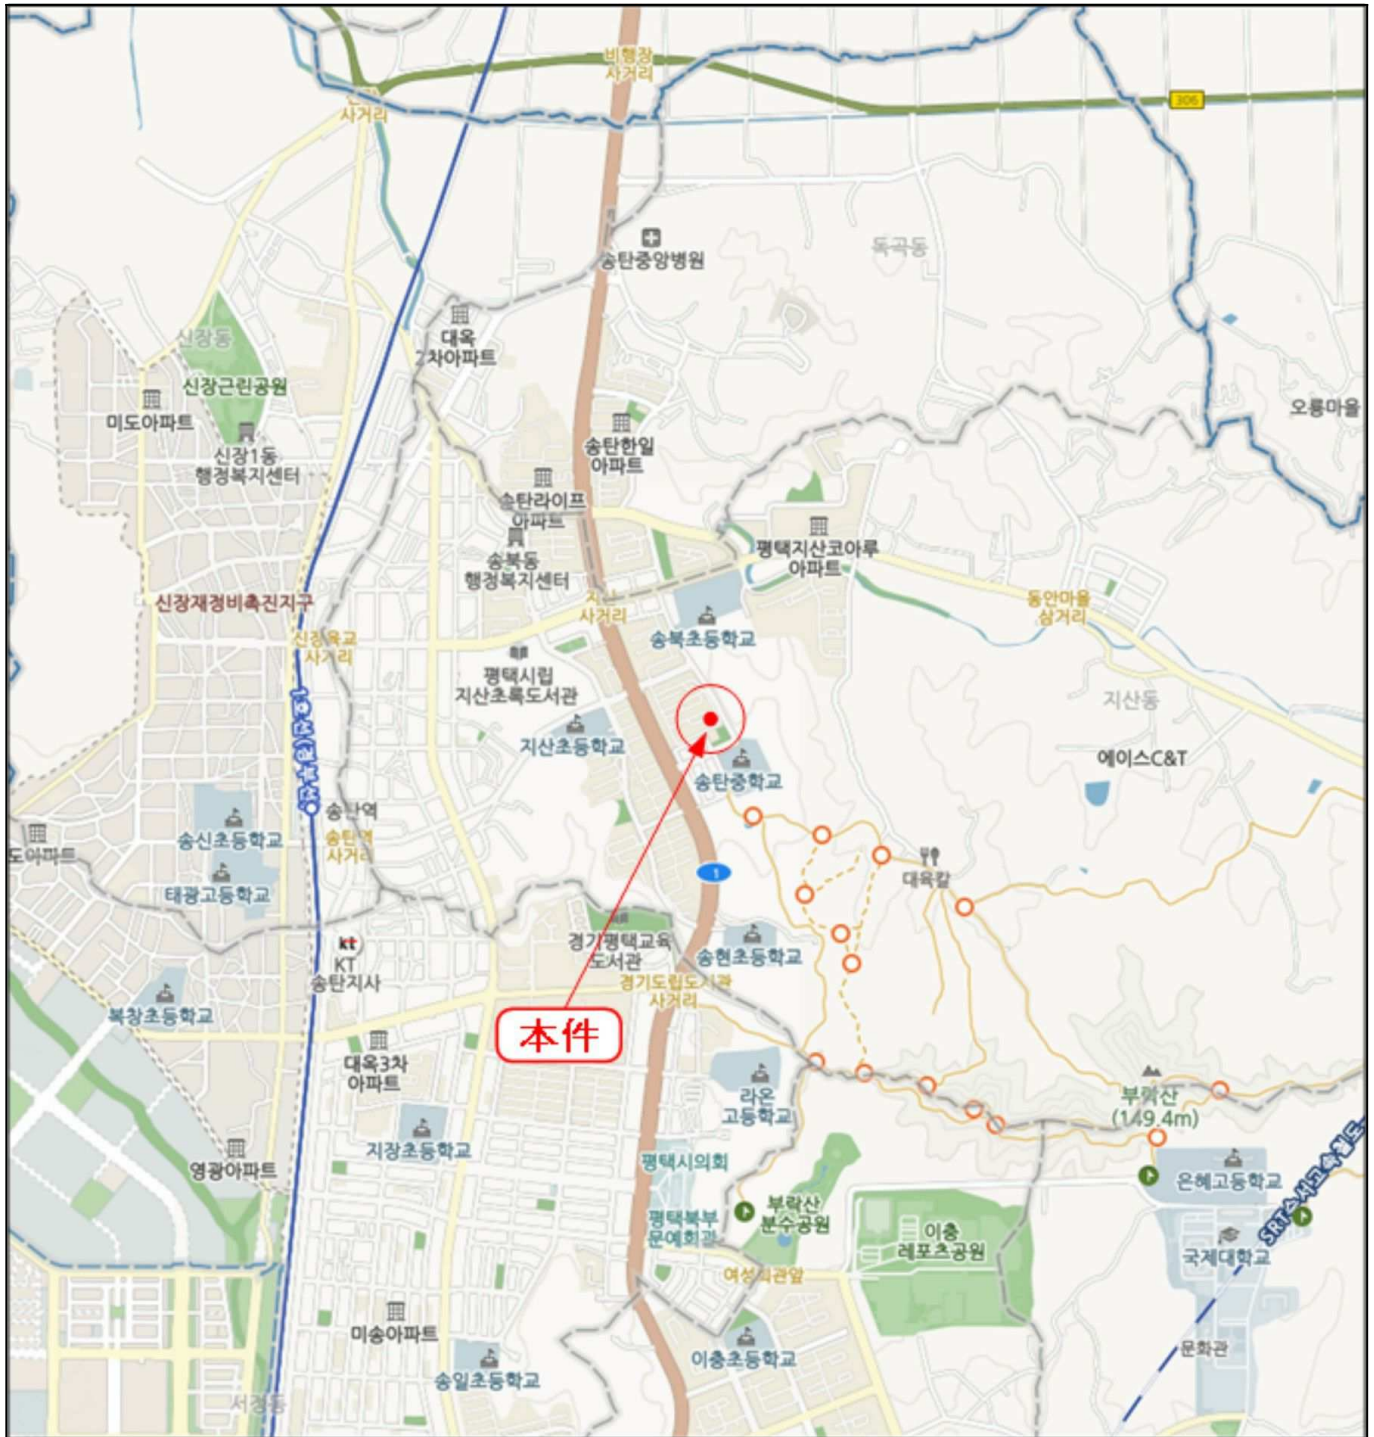 비행장
사거리
사거리
306
송탄중앙병원
독곡동
신장동
대옥
2차아파트
신장근린공원
미도아파트
오룡마을
신장1동
행정복지센터
송탄한일
아파트
송탄라이프
아파트
평택지산코아루
아파트
송북동
행정복지센터
신장재정비촉진지구
사거리
동안마을
삼거리
송북초등학교
신장육교
사거리
평택시립
지산초록도서관
지산동
지산초등학교
에이스C&T
송탄중학교
송탄역
송신초등학교
송탄역
사거리
도아파트
태광고등학교
1
대육칼
경기평택교육
도서관
송현초등학교
kt
KT
송탄지사
경기도립도서관
사거리
복창초등학교
本件
대옥3차
아파트
라온
고등학교
부락산
(149.4m)
지장초등학교
영광아파트
평택시의회
은혜고등학교
평택북부
문예회관
부락산
분수공원
이충
레포츠공원
SRT수서고속철도
국제대학교
여성회관앞
미송아파트
이충초등학교
문화관
송일초등학교
서정동